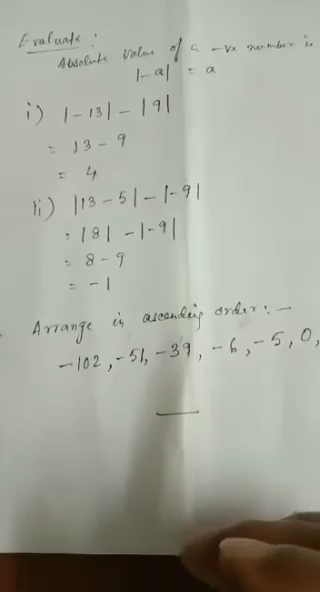 Evaluate:
Absolute value of a -ve number is
|-a| = a
i) |-13| - |9|
= 13 - 9
= 4
ii) |13 - 5| - |-9|
= |8| - |-9|
= 8 - 9
= -1
Arrange in ascending order: -
-102, -51, -39, -6, -5, 0,